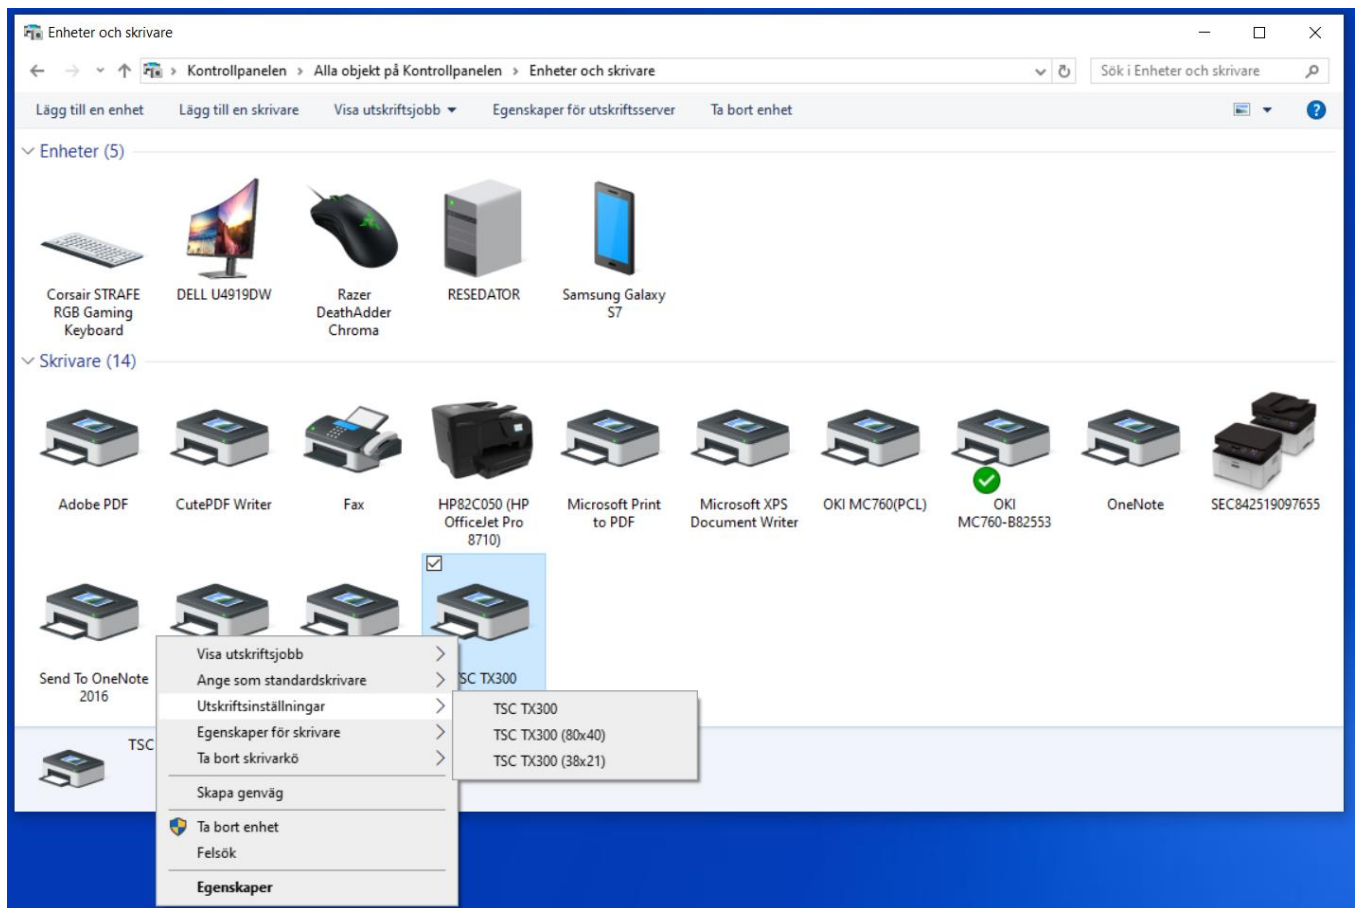 Enheter och skrivare
Kontrollpanelen > Alla objekt på Kontrollpanelen > Enheter och skrivare
Sök i Enheter och skrivare
Lägg till en enhet Lägg till en skrivare Visa utskriftsjobb Egenskaper för utskriftsserver Ta bort enhet
Enheter (5)
Corsair STRAFE
RGB Gaming
Keyboard
DELL U4919DW
Razer
DeathAdder
Chroma
RESEDATOR
Samsung Galaxy
S7
Skrivare (14)
Adobe PDF
CutePDF Writer
Fax
HP82C050 (HP
OfficeJet Pro
8710)
Microsoft Print
to PDF
Microsoft XPS
Document Writer
OKI MC760(PCL)
OKI
MC760-B82553
OneNote
SEC842519097655
Send To OneNote
2016
TSC TX300
TSC
Visa utskriftsjobb
Ange som standardskrivare
Utskriftsinställningar
Egenskaper för skrivare
Ta bort skrivarkö
Skapa genväg
Ta bort enhet
Felsök
Egenskaper
TSC TX300
TSC TX300 (80x40)
TSC TX300 (38x21)